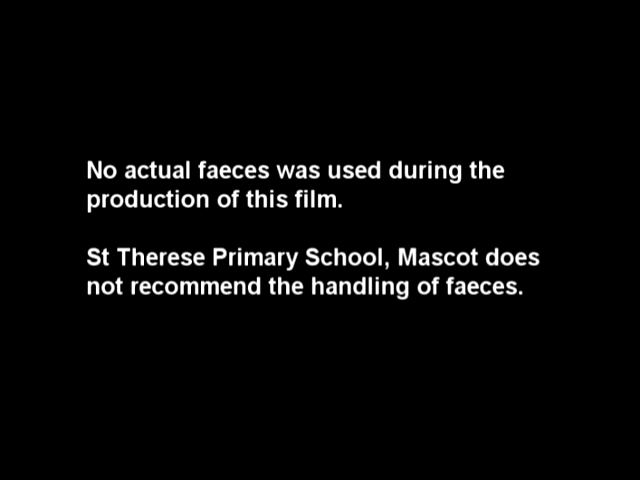 No actual faeces was used during the
production of this film.
St Therese Primary School, Mascot does
not recommend the handling of faeces.